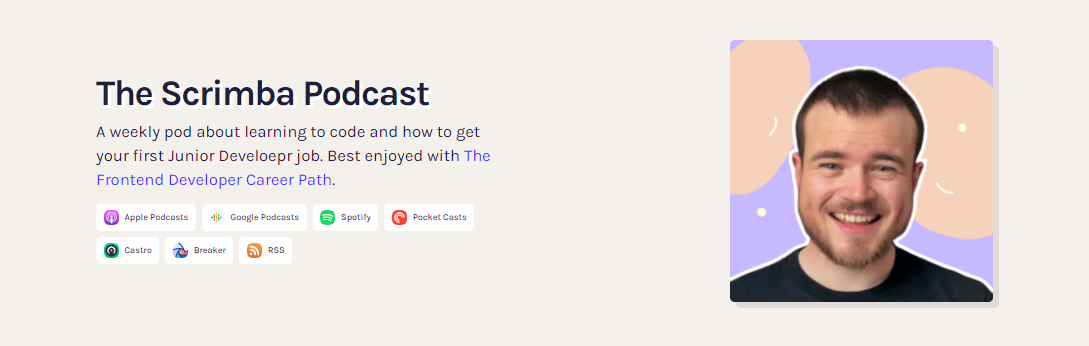 The Scrimba Podcast
A weekly pod about learning to code and how to get
your first Junior Develoepr job. Best enjoyed with The
Frontend Developer Career Path.
Apple Podcasts Google Podcasts Spotify Pocket Casts
Castro Breaker RSS